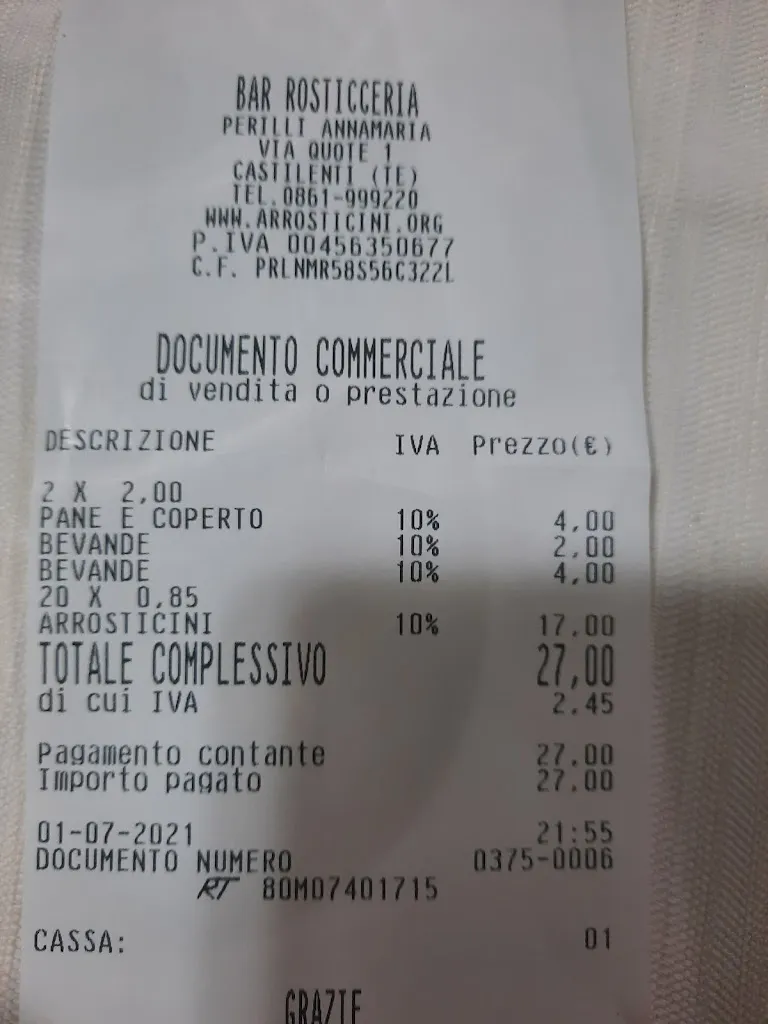 BAR ROSTICCERIA
PERILLI ANNAMARIA
VIA QUOTE 1
CASTILENTI (TE)
TEL.0861-999220
WWW.ARROSTICINI.ORG
P.IVA 00456350677
C.F. PRLNMR58S56C322L
DOCUMENTO COMMERCIALE
di vendita o prestazione
DESCRIZIONE IVA Prezzo(€)
2 X 2,00
PANE E COPERTO 10% 4,00
BEVANDE 10% 2,00
BEVANDE 10% 4,00
20 X 0,85
ARROSTICINI 10% 17,00
TOTALE COMPLESSIVO 27,00
di cui IVA 2,45
Pagamento contante 27,00
Importo pagato 27,00
01-07-2021 21:55
DOCUMENTO NUMERO 0375-0006
RT 80M07401715
CASSA: 01
GRAZIE